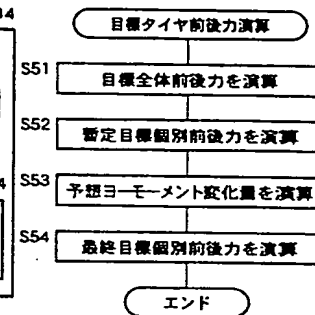 34
目標タイヤ前後力演算
S51
目標全体前後力を演算
S52
暫定目標個別前後力を演算
4
S53
予想ヨーモーメント変化量を演算
S54
最終目標個別前後力を演算
エンド